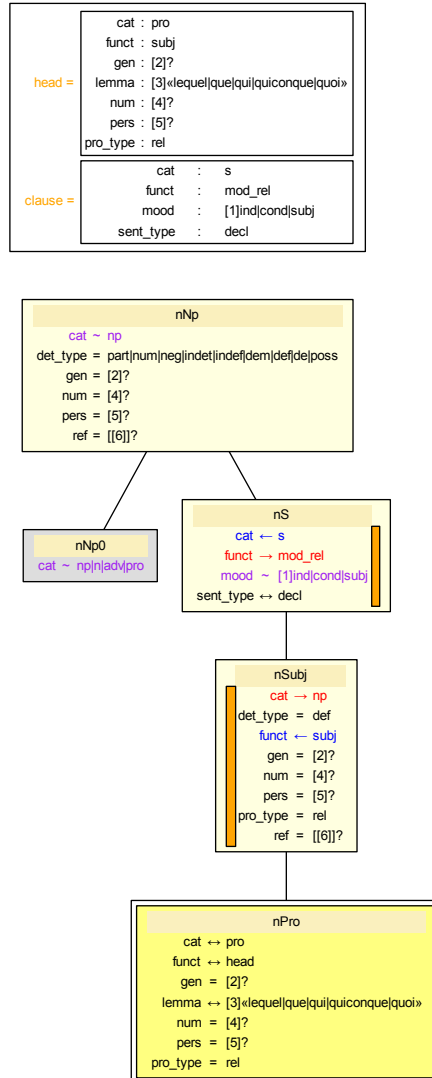 head =
cat : pro
funct : subj
gen : [2]?
lemma : [3]«lequel|que|qui|quiconque|quoi»
num : [4]?
pers : [5]?
pro_type : rel
clause =
cat : s
funct : mod_rel
mood : [1]ind|cond|subj
sent_type : decl
nNp
cat ~ np
det_type = part|num|neg|indet|indef|dem|def|de|poss
gen = [2]?
num = [4]?
pers = [5]?
ref = [[6]]?
nNp0
cat ~ np|n|adv|pro
nS
cat ← s
funct → mod_rel
mood ~ [1]ind|cond|subj
sent_type ↔ decl
nSubj
cat → np
det_type = def
funct ← subj
gen = [2]?
num = [4]?
pers = [5]?
pro_type = rel
ref = [[6]]?
nPro
cat ↔ pro
funct ↔ head
gen = [2]?
lemma ↔ [3]«lequel|que|qui|quiconque|quoi»
num = [4]?
pers = [5]?
pro_type = rel